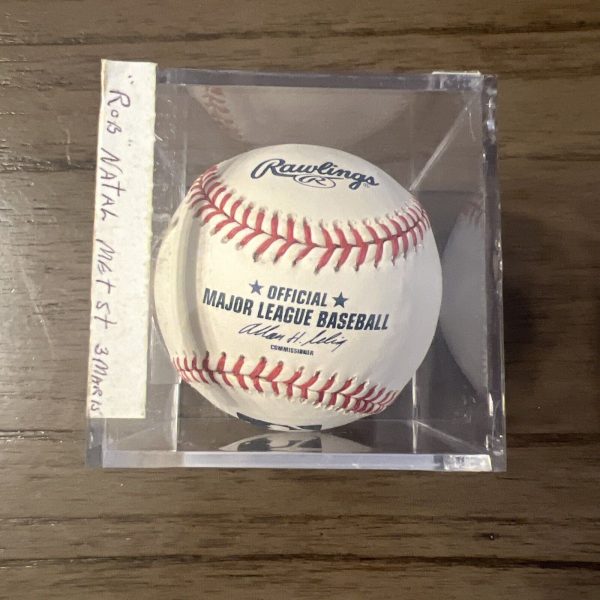 "ROB" NATAL MET ST 3 MAR 15
Rawlings
R
OFFICIAL
MAJOR LEAGUE BASEBALL
Allan H. Selig
COMMISSIONER